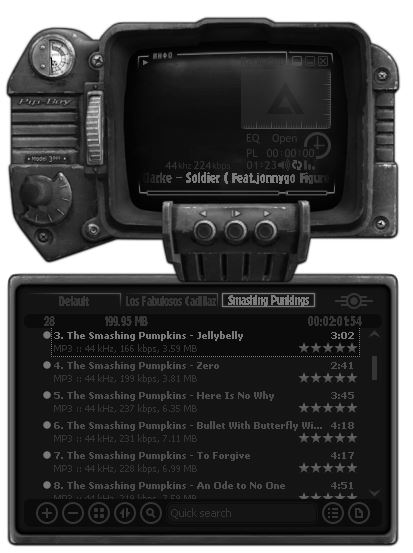 ИНФО
Pip-Boy
Model 3000
EQ Open
PL 00:00:00
44 khz 224 kbps 01:23
Darke - Soldier ( Feat.jonnygo Figure
Default Los Fabulosos Cadillaz Smashing Pumkings
28 199.95 MB 00:02:01:54
3. The Smashing Pumpkins - Jellybelly 3:02
MP3 :: 44 kHz, 166 kbps, 3.59 MB
4. The Smashing Pumpkins - Zero 2:41
MP3 :: 44 kHz, 199 kbps, 3.81 MB
5. The Smashing Pumpkins - Here Is No Why 3:45
MP3 :: 44 kHz, 237 kbps, 6.35 MB
6. The Smashing Pumpkins - Bullet With Butterfly Wi... 4:18
MP3 :: 44 kHz, 231 kbps, 7.11 MB
7. The Smashing Pumpkins - To Forgive 4:17
MP3 :: 44 kHz, 228 kbps, 6.99 MB
8. The Smashing Pumpkins - An Ode to No One 4:51
MP3 :: 44 kHz, 219 kbps, 7.59 MB
Quick search